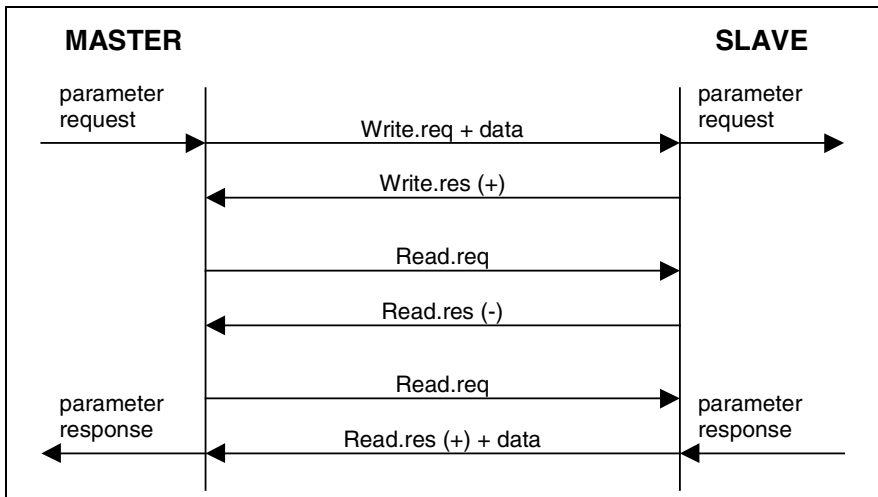 MASTER
SLAVE
parameter
request
parameter
request
Write.req + data
Write.res (+)
Read.req
Read.res (-)
Read.req
parameter
response
parameter
response
Read.res (+) + data